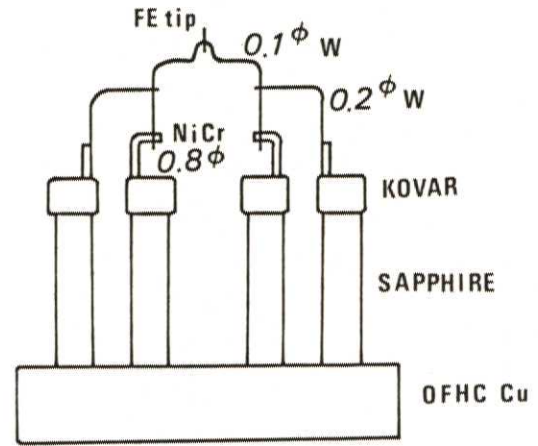 FE tip
0.1φ W
0.2φ W
NiCr
0.8φ
KOVAR
SAPPHIRE
OFHC Cu